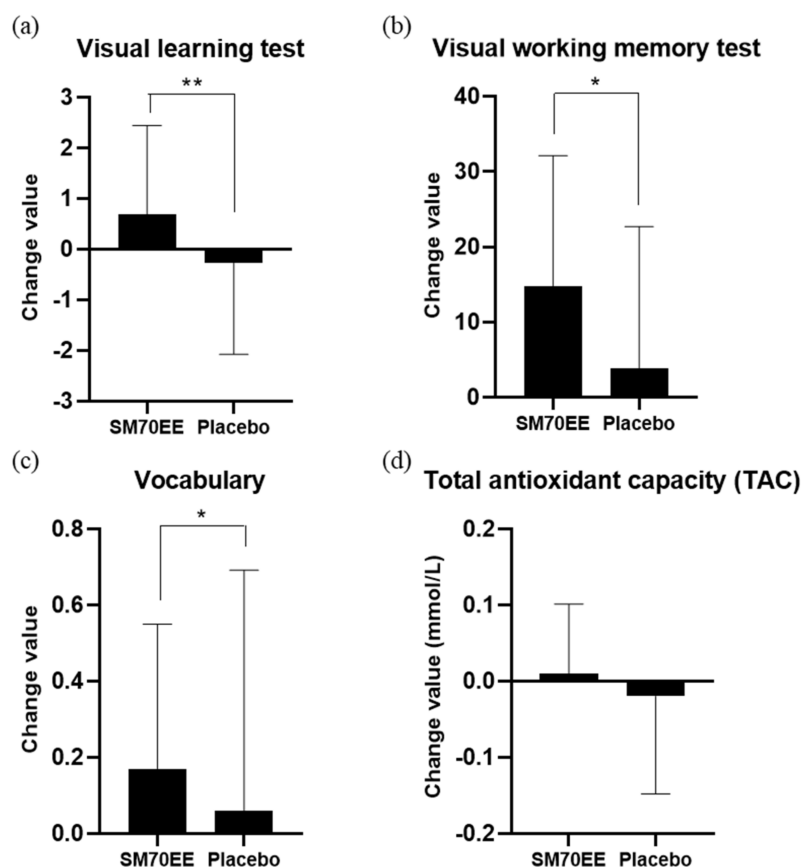 (a)
Visual learning test
**
3
2
1
0
-1
-2
-3
Change value
SM70EE Placebo
(b)
Visual working memory test
*
40
30
20
10
0
Change value
SM70EE Placebo
(c)
Vocabulary
*
0.8
0.6
0.4
0.2
0.0
Change value
SM70EE Placebo
(d)
Total antioxidant capacity (TAC)
0.2
0.1
0.0
-0.1
-0.2
Change value (mmol/L)
SM70EE Placebo